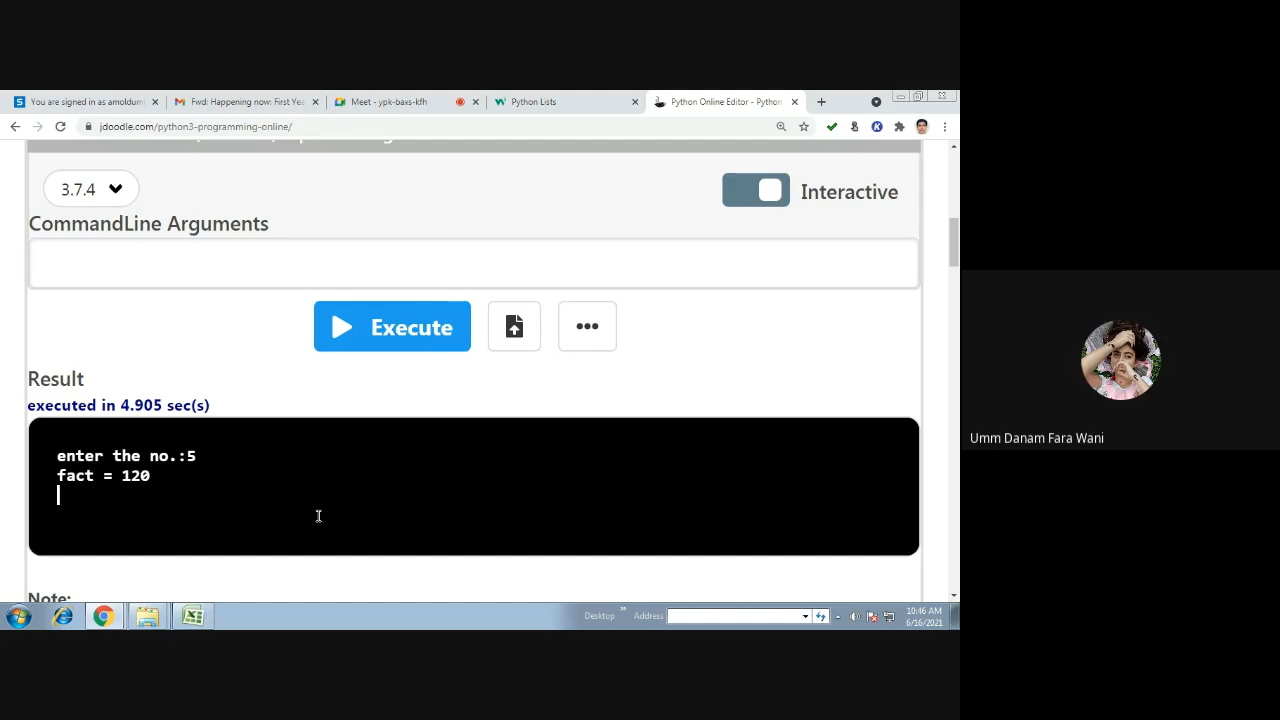 You are signed in as amoldum
Fwd: Happening now: First Yea
Meet - ypk-baxs-kfh
Python Lists
Python Online Editor - Python
jdoodle.com/python3-programming-online/
3.7.4
Interactive
CommandLine Arguments
Execute
Result
executed in 4.905 sec(s)
enter the no.:5
fact = 120
Note:
Umm Danam Fara Wani
Desktop
Address
10:46 AM
6/16/2021